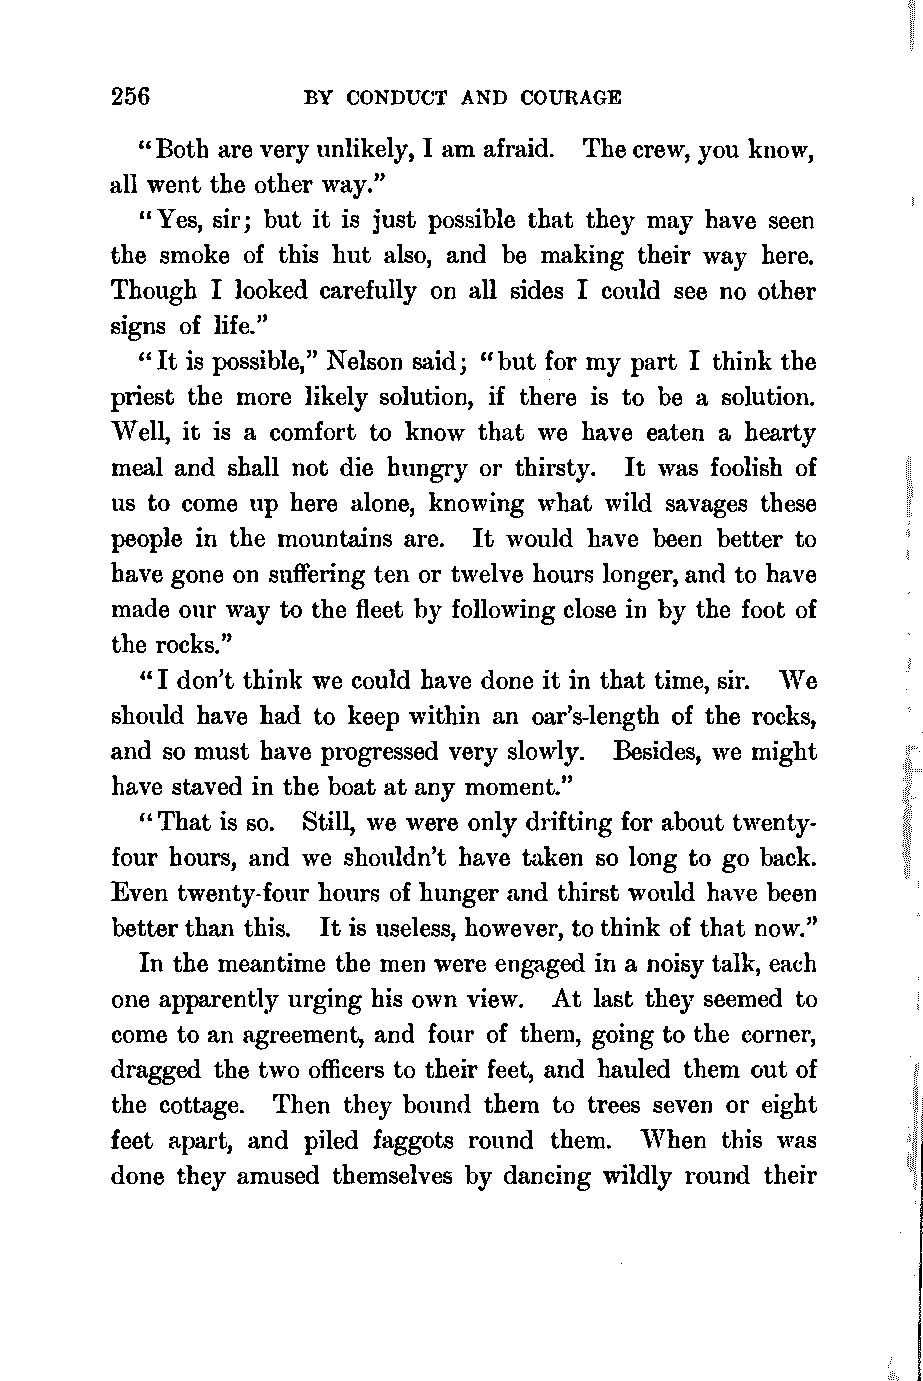 256 BY CONDUCT AND COURAGE
"Both are very unlikely, I am afraid. The crew, you know,
all went the other way."
"Yes, sir; but it is just possible that they may have seen
the smoke of this hut also, and be making their way here.
Though I looked carefully on all sides I could see no other
signs of life."
"It is possible," Nelson said; "but for my part I think the
priest the more likely solution, if there is to be a solution.
Well, it is a comfort to know that we have eaten a hearty
meal and shall not die hungry or thirsty. It was foolish of
us to come up here alone, knowing what wild savages these
people in the mountains are. It would have been better to
have gone on suffering ten or twelve hours longer, and to have
made our way to the fleet by following close in by the foot of
the rocks."
"I don't think we could have done it in that time, sir. We
should have had to keep within an oar's-length of the rocks,
and so must have progressed very slowly. Besides, we might
have staved in the boat at any moment."
"That is so. Still, we were only drifting for about twenty-
four hours, and we shouldn't have taken so long to go back.
Even twenty-four hours of hunger and thirst would have been
better than this. It is useless, however, to think of that now."
In the meantime the men were engaged in a noisy talk, each
one apparently urging his own view. At last they seemed to
come to an agreement, and four of them, going to the corner,
dragged the two officers to their feet, and hauled them out of
the cottage. Then they bound them to trees seven or eight
feet apart, and piled faggots round them. When this was
done they amused themselves by dancing wildly round their